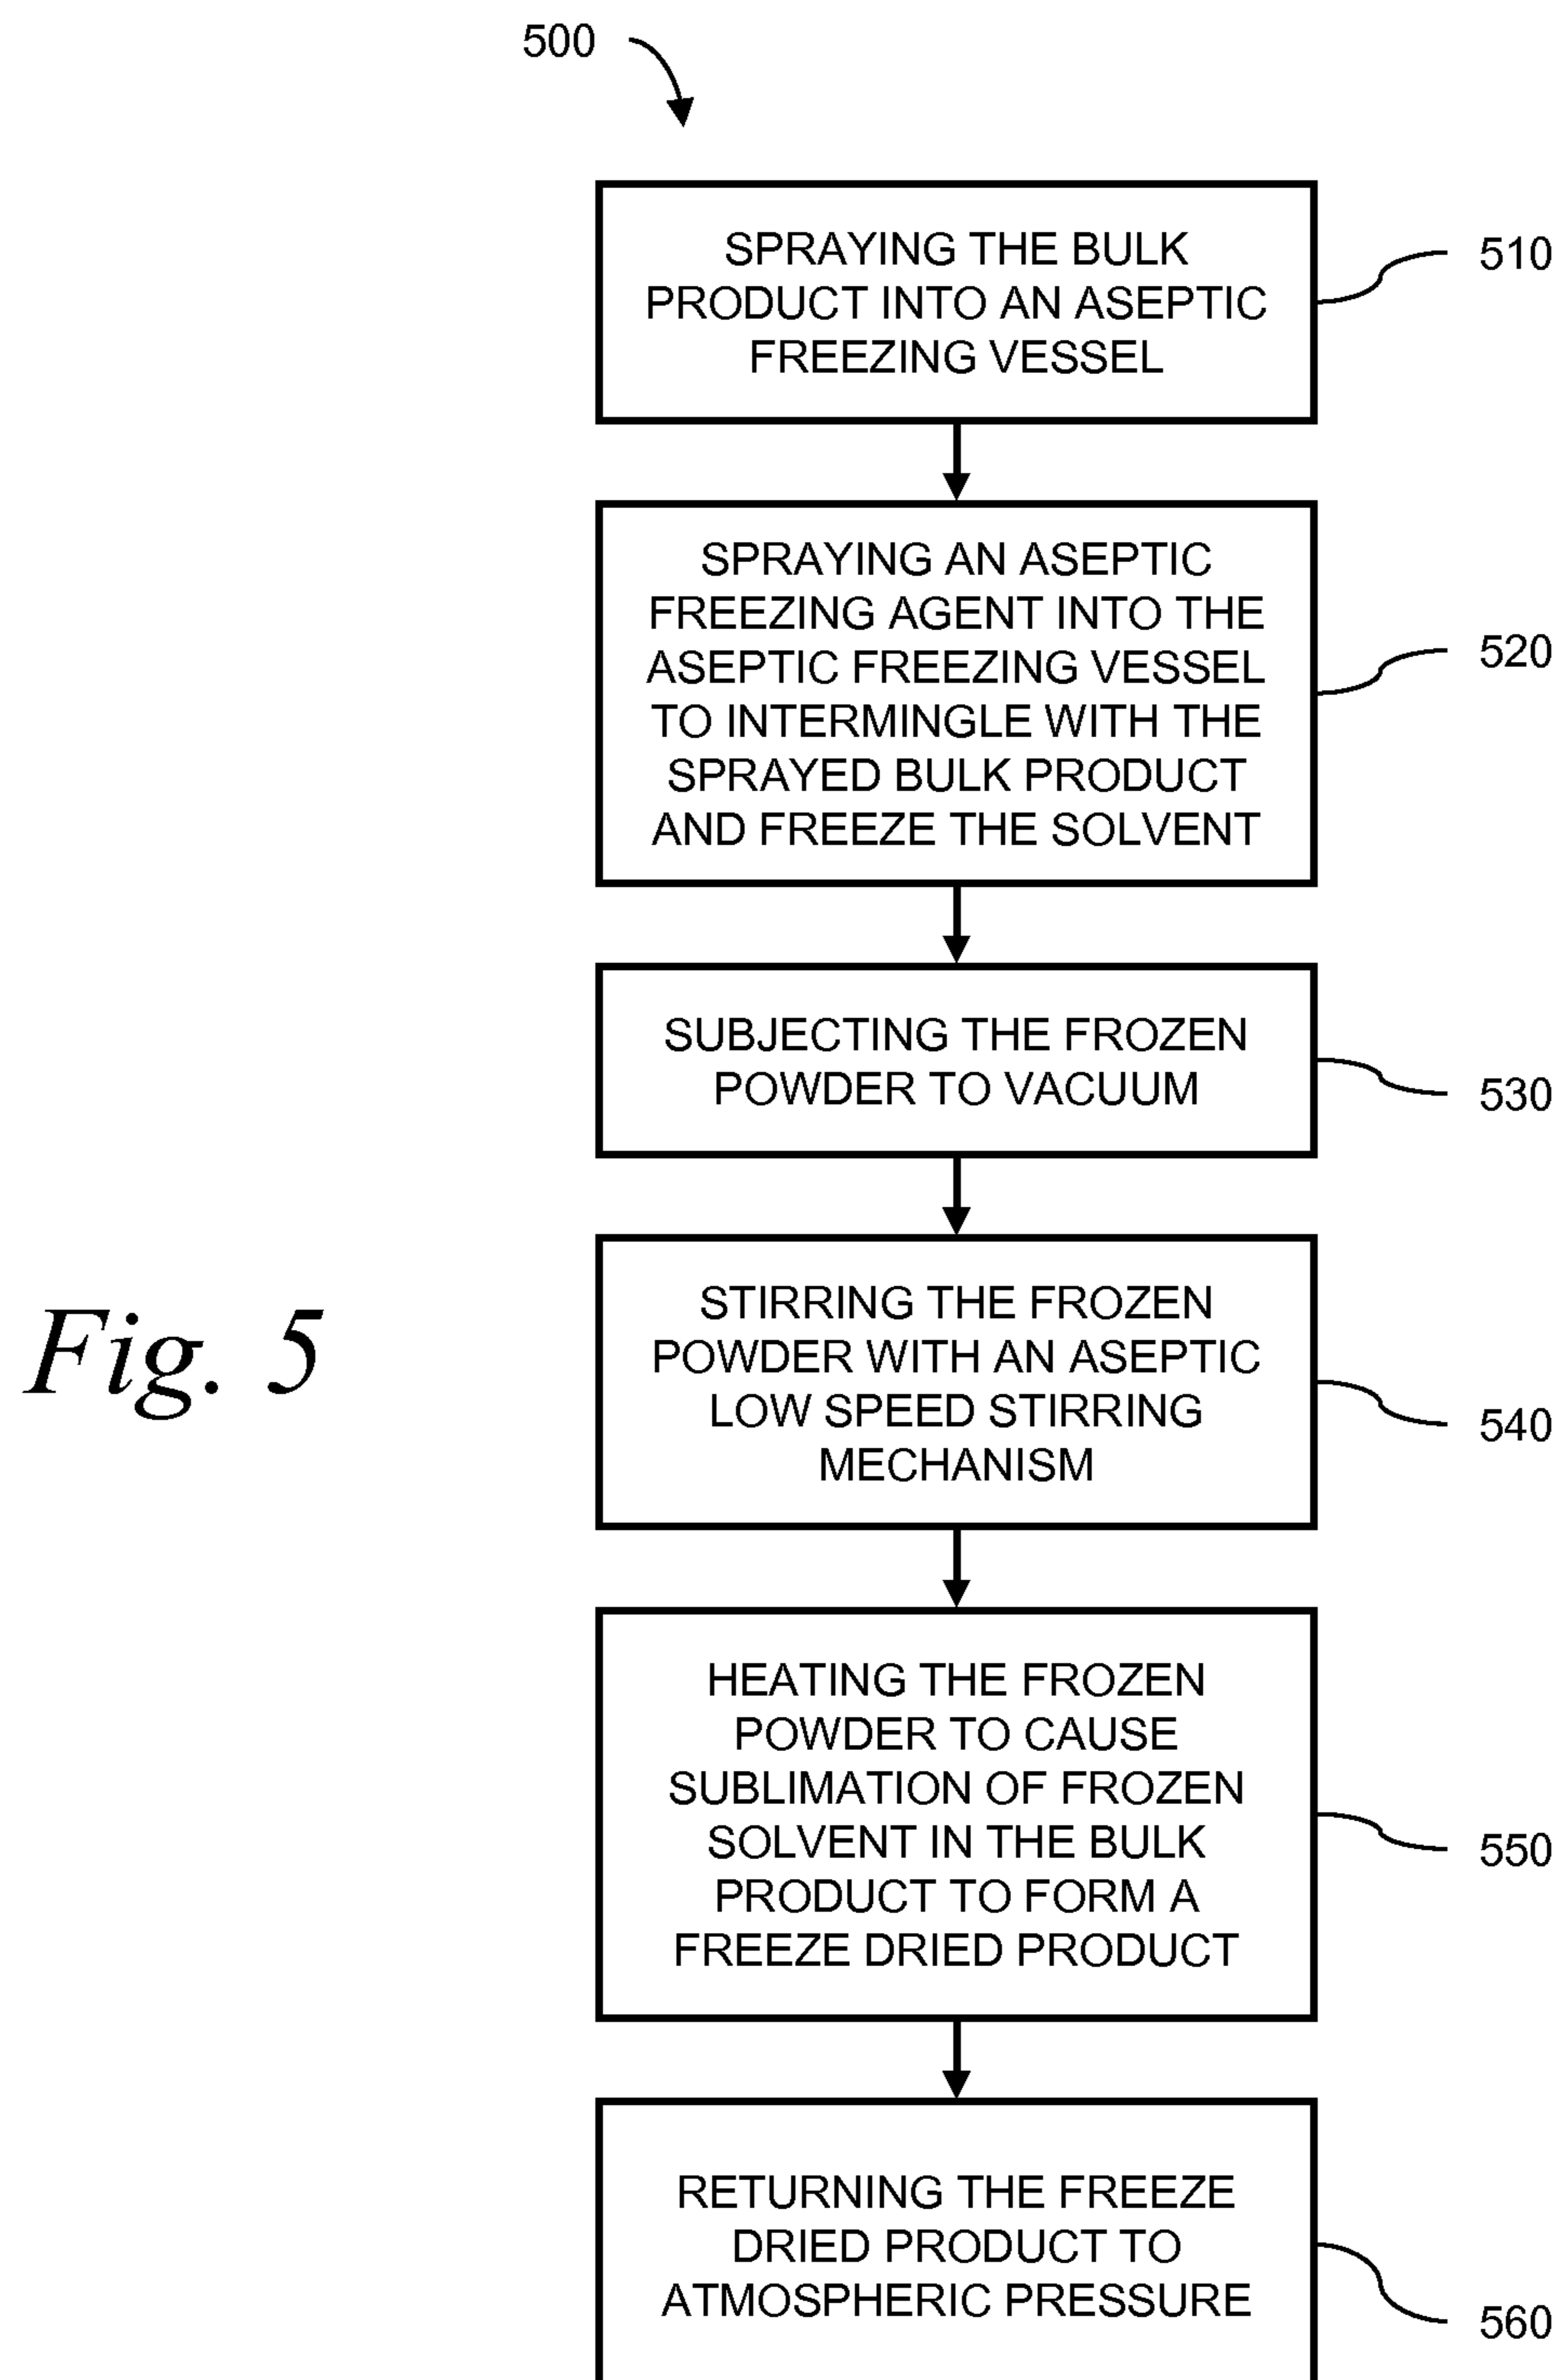 500
SPRAYING THE BULK
PRODUCT INTO AN ASEPTIC
FREEZING VESSEL
510
SPRAYING AN ASEPTIC
FREEZING AGENT INTO THE
ASEPTIC FREEZING VESSEL
TO INTERMINGLE WITH THE
SPRAYED BULK PRODUCT
AND FREEZE THE SOLVENT
520
SUBJECTING THE FROZEN
POWDER TO VACUUM
530
STIRRING THE FROZEN
POWDER WITH AN ASEPTIC
LOW SPEED STIRRING
MECHANISM
540
Fig. 5
HEATING THE FROZEN
POWDER TO CAUSE
SUBLIMATION OF FROZEN
SOLVENT IN THE BULK
PRODUCT TO FORM A
FREEZE DRIED PRODUCT
550
RETURNING THE FREEZE
DRIED PRODUCT TO
ATMOSPHERIC PRESSURE
560